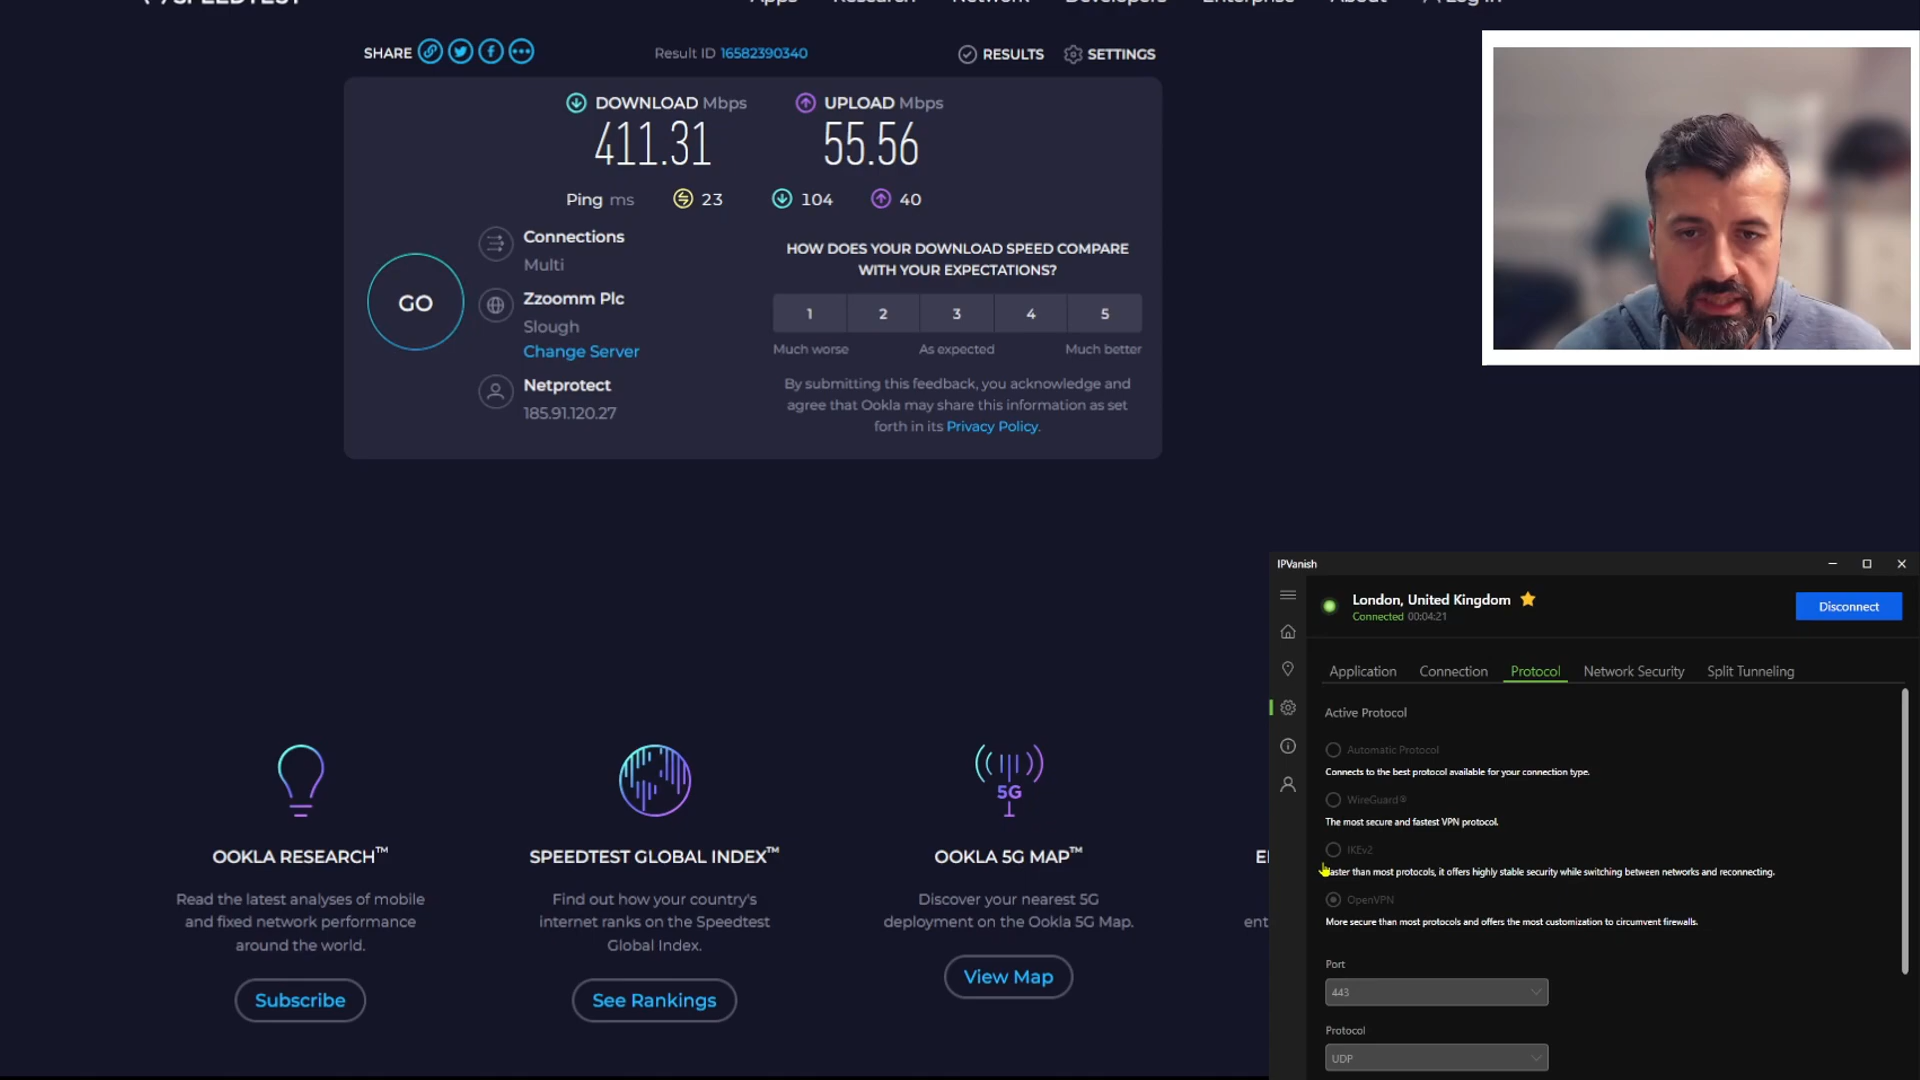 SPEEDTEST
Apps Research Network Developers Enterprise About Log In
SHARE
Result ID 16582390340
RESULTS SETTINGS
DOWNLOAD Mbps
411.31
UPLOAD Mbps
55.56
Ping ms 23 104 40
GO
Connections
Multi
Zzoomm Plc
Slough
Change Server
Netprotect
185.91.120.27
HOW DOES YOUR DOWNLOAD SPEED COMPARE
WITH YOUR EXPECTATIONS?
1 2 3 4 5
Much worse As expected Much better
By submitting this feedback, you acknowledge and
agree that Ookla may share this information as set
forth in its Privacy Policy.
5G
OOKLA RESEARCH™
Read the latest analyses of mobile
and fixed network performance
around the world.
Subscribe
SPEEDTEST GLOBAL INDEX™
Find out how your country's
internet ranks on the Speedtest
Global Index.
See Rankings
OOKLA 5G MAP™
Discover your nearest 5G
deployment on the Ookla 5G Map.
View Map
IPVanish
London, United Kingdom
Connected 00:04:21
Disconnect
Application Connection Protocol Network Security Split Tunneling
Active Protocol
Automatic Protocol
Connects to the best protocol available for your connection type.
WireGuard®
The most secure and fastest VPN protocol.
IKEv2
aster than most protocols, it offers highly stable security while switching between networks and reconnecting.
OpenVPN
More secure than most protocols and offers the most customization to circumvent firewalls.
Port
443
Protocol
UDP